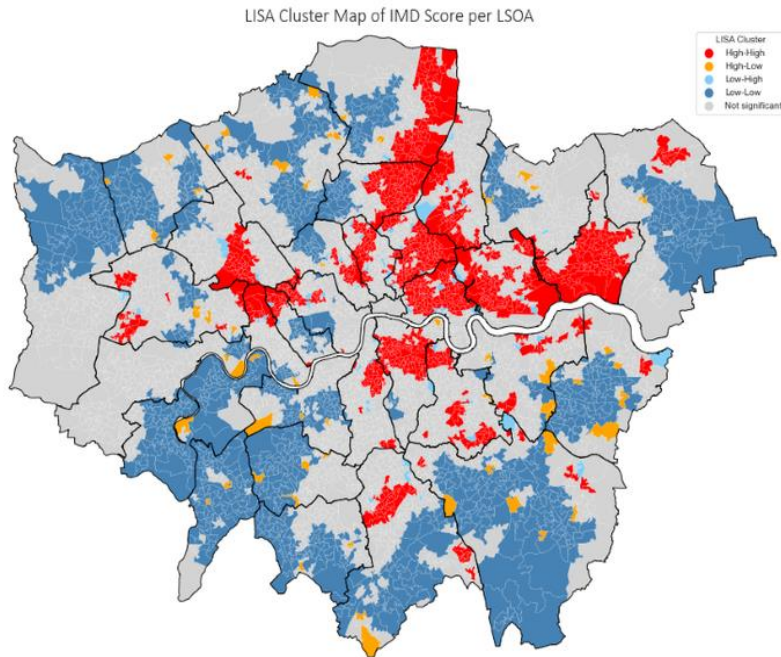 LISA Cluster Map of IMD Score per LSOA
LISA Cluster
High-High
High-Low
Low-High
Low-Low
Not significant